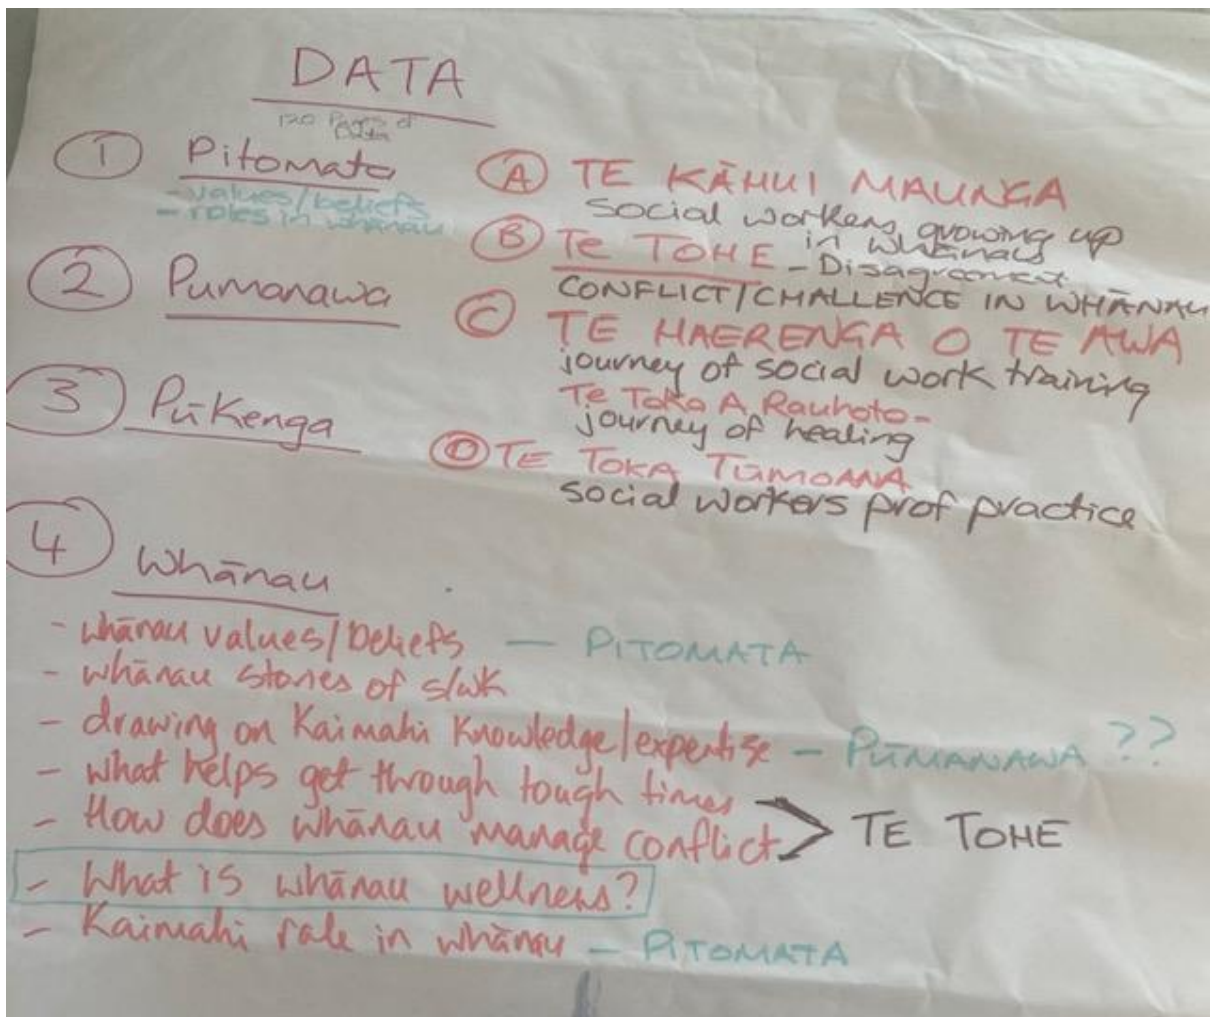 DATA
120 Pages of Data
① Pitomata
- values/beliefs
- roles in whānau
② Pumanawa
③ Pūkenga
Ⓐ TE KĀHUI MAUNGA
Social workers growing up
in whānau
Ⓑ Te TOHE - Disagreement
CONFLICT/CHALLENGE IN WHĀNAU
Ⓒ TE HAERENGA O TE AWA
journey of social work training
Te Toka A Rauhoto -
journey of healing
Ⓓ TE TOKA TŪMOANA
Social workers prof practice
④ Whānau
- whānau values/beliefs — PITOMATA
- whānau stories of s/wk
- drawing on Kaimahi Knowledge/expertise — PŪMANAWA ??
- what helps get through tough times
- How does whānau manage conflict > TE TOHE
- What is whānau wellness?
- Kaimahi role in whānau — PITOMATA